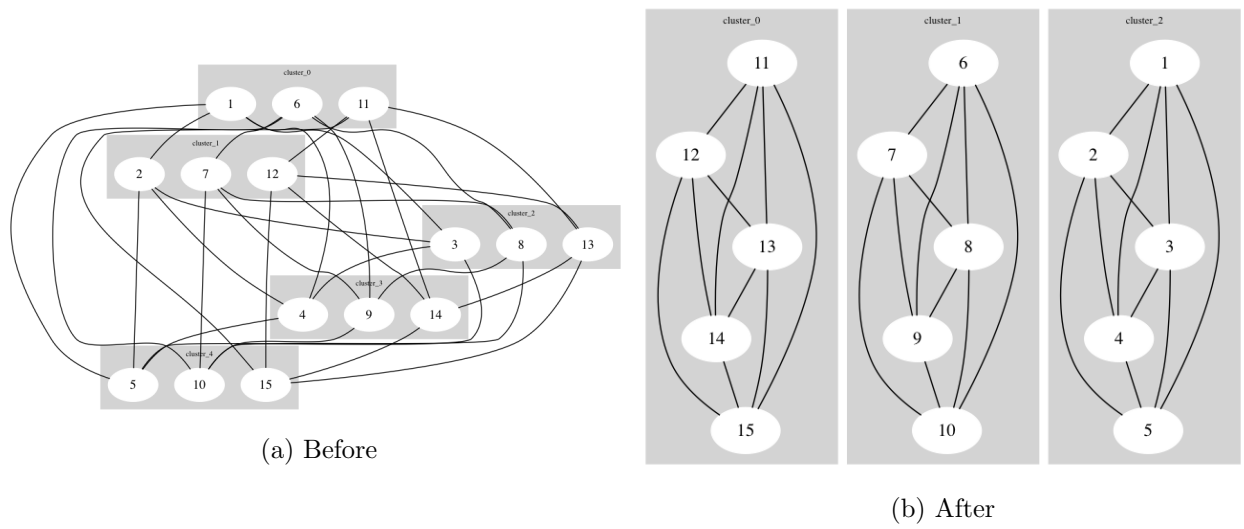 cluster_0
1 6 11
cluster_1
2 7 12
cluster_2
3 8 13
cluster_3
4 9 14
cluster_4
5 10 15
(a) Before
cluster_0
11
12
13
14
15
cluster_1
6
7
8
9
10
cluster_2
1
2
3
4
5
(b) After